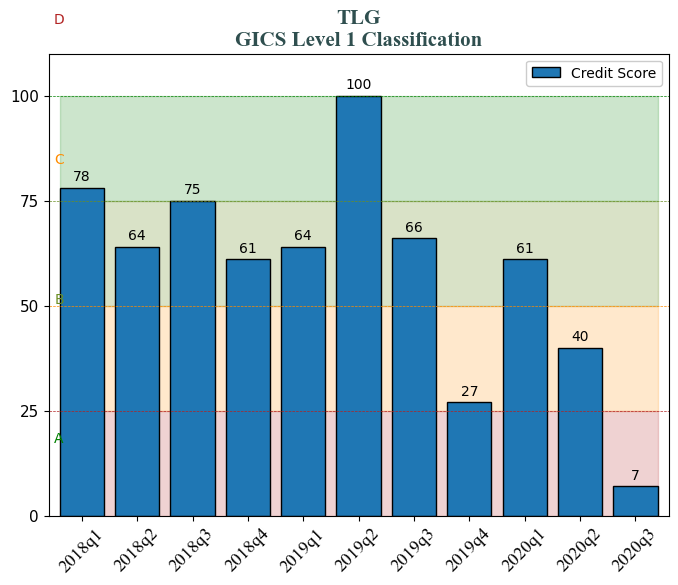 D
TLG
GICS Level 1 Classification
Credit Score
100
100
C
78
75
75
64
61
64
66
61
B
50
40
27
25
A
7
0
2018q1
2018q2
2018q3
2018q4
2019q1
2019q2
2019q3
2019q4
2020q1
2020q2
2020q3